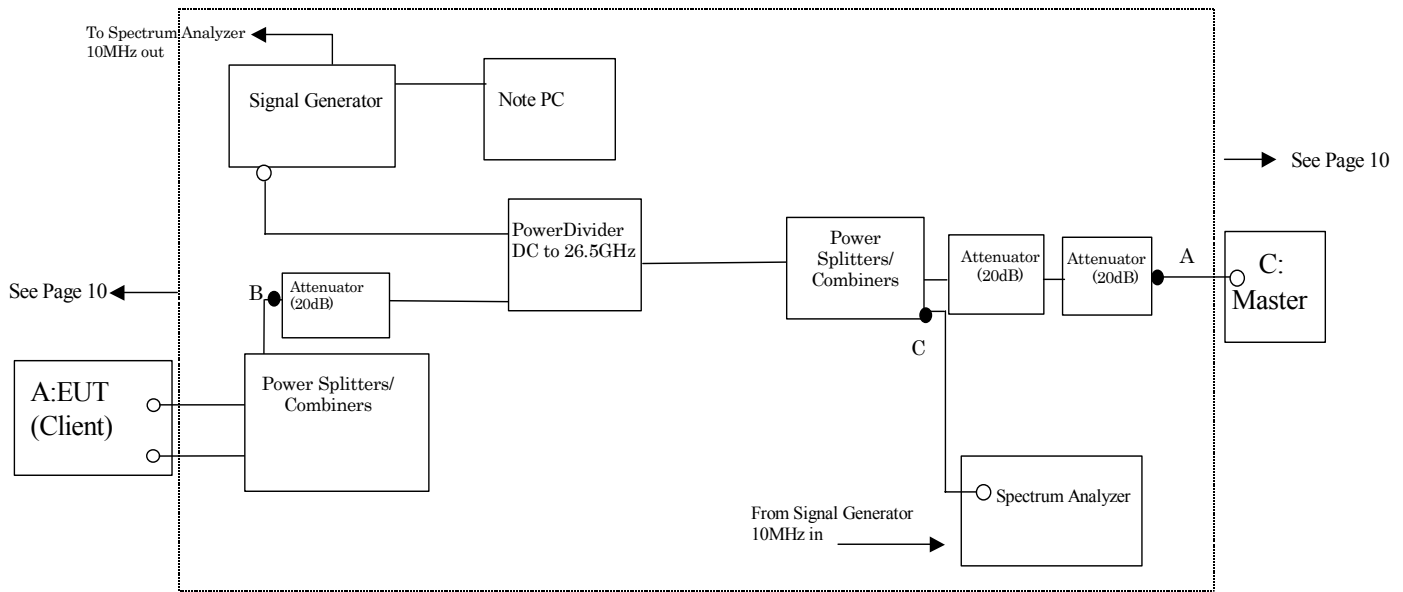 To Spectrum Analyzer
10MHz out
Signal Generator
Note PC
See Page 10
PowerDivider
DC to 26.5GHz
Power
Splitters/
Combiners
Attenuator
(20dB)
Attenuator
(20dB)
A
C:
Master
See Page 10
B
Attenuator
(20dB)
C
A:EUT
(Client)
Power Splitters/
Combiners
Spectrum Analyzer
From Signal Generator
10MHz in